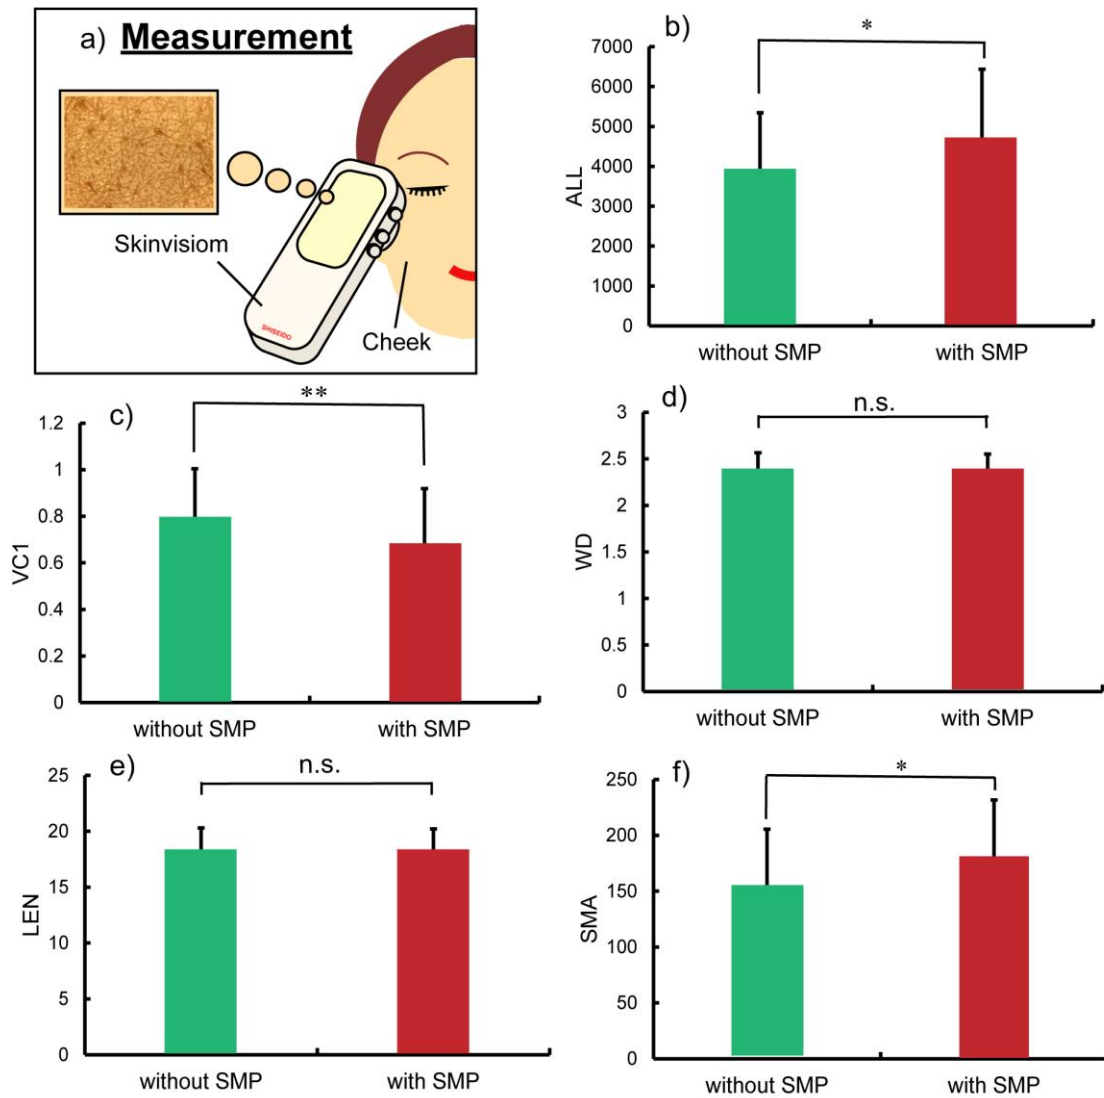 a) Measurement
Skinvisiom
SHISEIDO
Cheek
b)
*
7000
6000
5000
4000
3000
2000
1000
0
ALL
without SMP
with SMP
c)
**
1.2
1
0.8
0.6
0.4
0.2
0
VC1
without SMP
with SMP
d)
n.s.
3
2.5
2
1.5
1
0.5
0
WD
without SMP
with SMP
e)
n.s.
25
20
15
10
5
0
LEN
without SMP
with SMP
f)
*
250
200
150
100
50
0
SMA
without SMP
with SMP